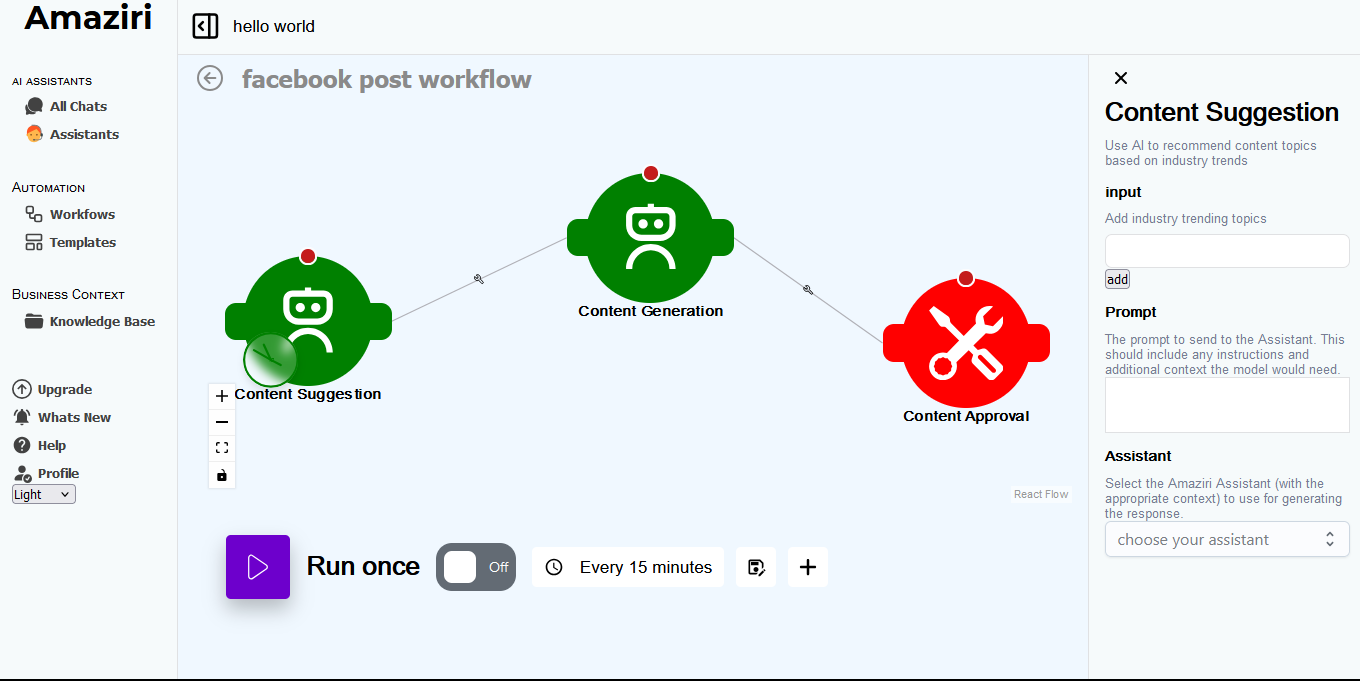 Amaziri
AI ASSISTANTS
All Chats
Assistants
AUTOMATION
Workfows
Templates
BUSINESS CONTEXT
Knowledge Base
Upgrade
Whats New
Help
Profile
Light
hello world
facebook post workflow
Content Suggestion
Content Generation
Content Approval
React Flow
Run once
Off
Every 15 minutes
Content Suggestion
Use AI to recommend content topics
based on industry trends
input
Add industry trending topics
add
Prompt
The prompt to send to the Assistant. This
should include any instructions and
additional context the model would need.
Assistant
Select the Amaziri Assistant (with the
appropriate context) to use for generating
the response.
choose your assistant